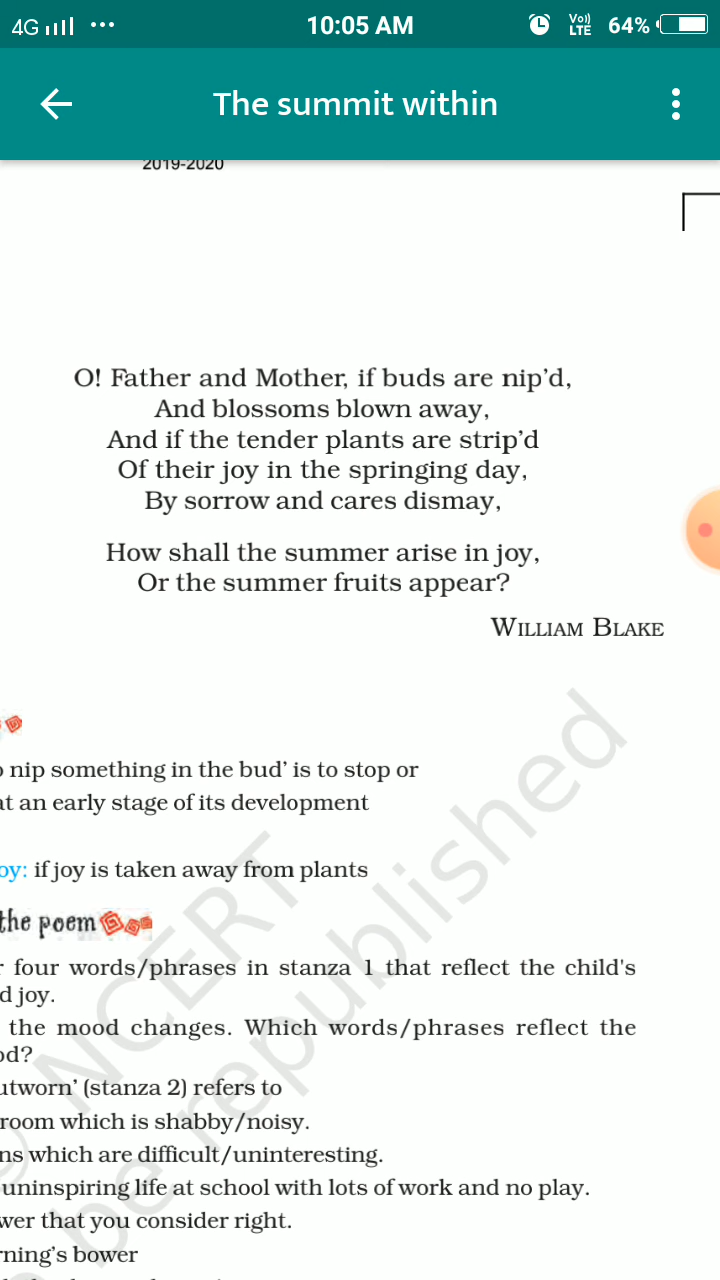 4G
10:05 AM
Vo)) LTE
64%
The summit within
2019-2020
O! Father and Mother, if buds are nip’d,
And blossoms blown away,
And if the tender plants are strip’d
Of their joy in the springing day,
By sorrow and cares dismay,
How shall the summer arise in joy,
Or the summer fruits appear?
WILLIAM BLAKE
nip something in the bud’ is to stop or
at an early stage of its development
oy: if joy is taken away from plants
the poem
four words/phrases in stanza 1 that reflect the child's
d joy.
the mood changes. Which words/phrases reflect the
od?
utworn’ (stanza 2) refers to
room which is shabby/noisy.
ns which are difficult/uninteresting.
uninspiring life at school with lots of work and no play.
wer that you consider right.
rning’s bower
NCERT
be republished